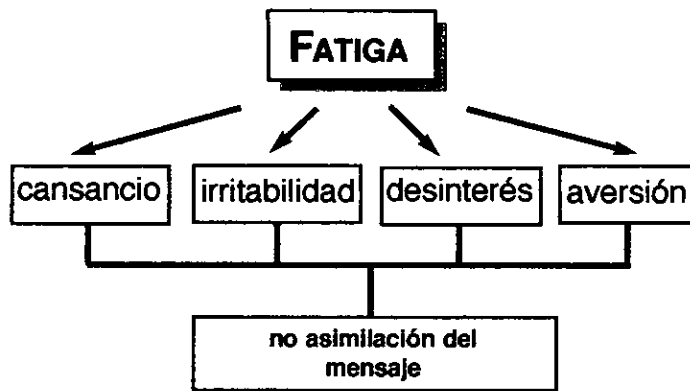 FATIGA
cansancio irritabilidad desinterés aversión
no asimilación del
mensaje